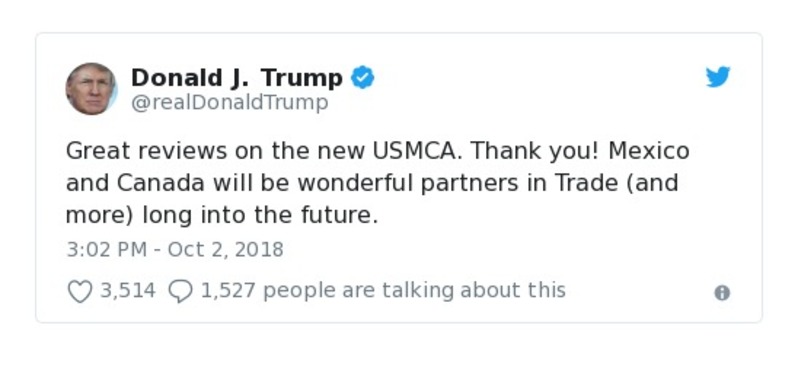 Donald J. Trump
@realDonaldTrump
Great reviews on the new USMCA. Thank you! Mexico
and Canada will be wonderful partners in Trade (and
more) long into the future.
3:02 PM - Oct 2, 2018
3,514 1,527 people are talking about this